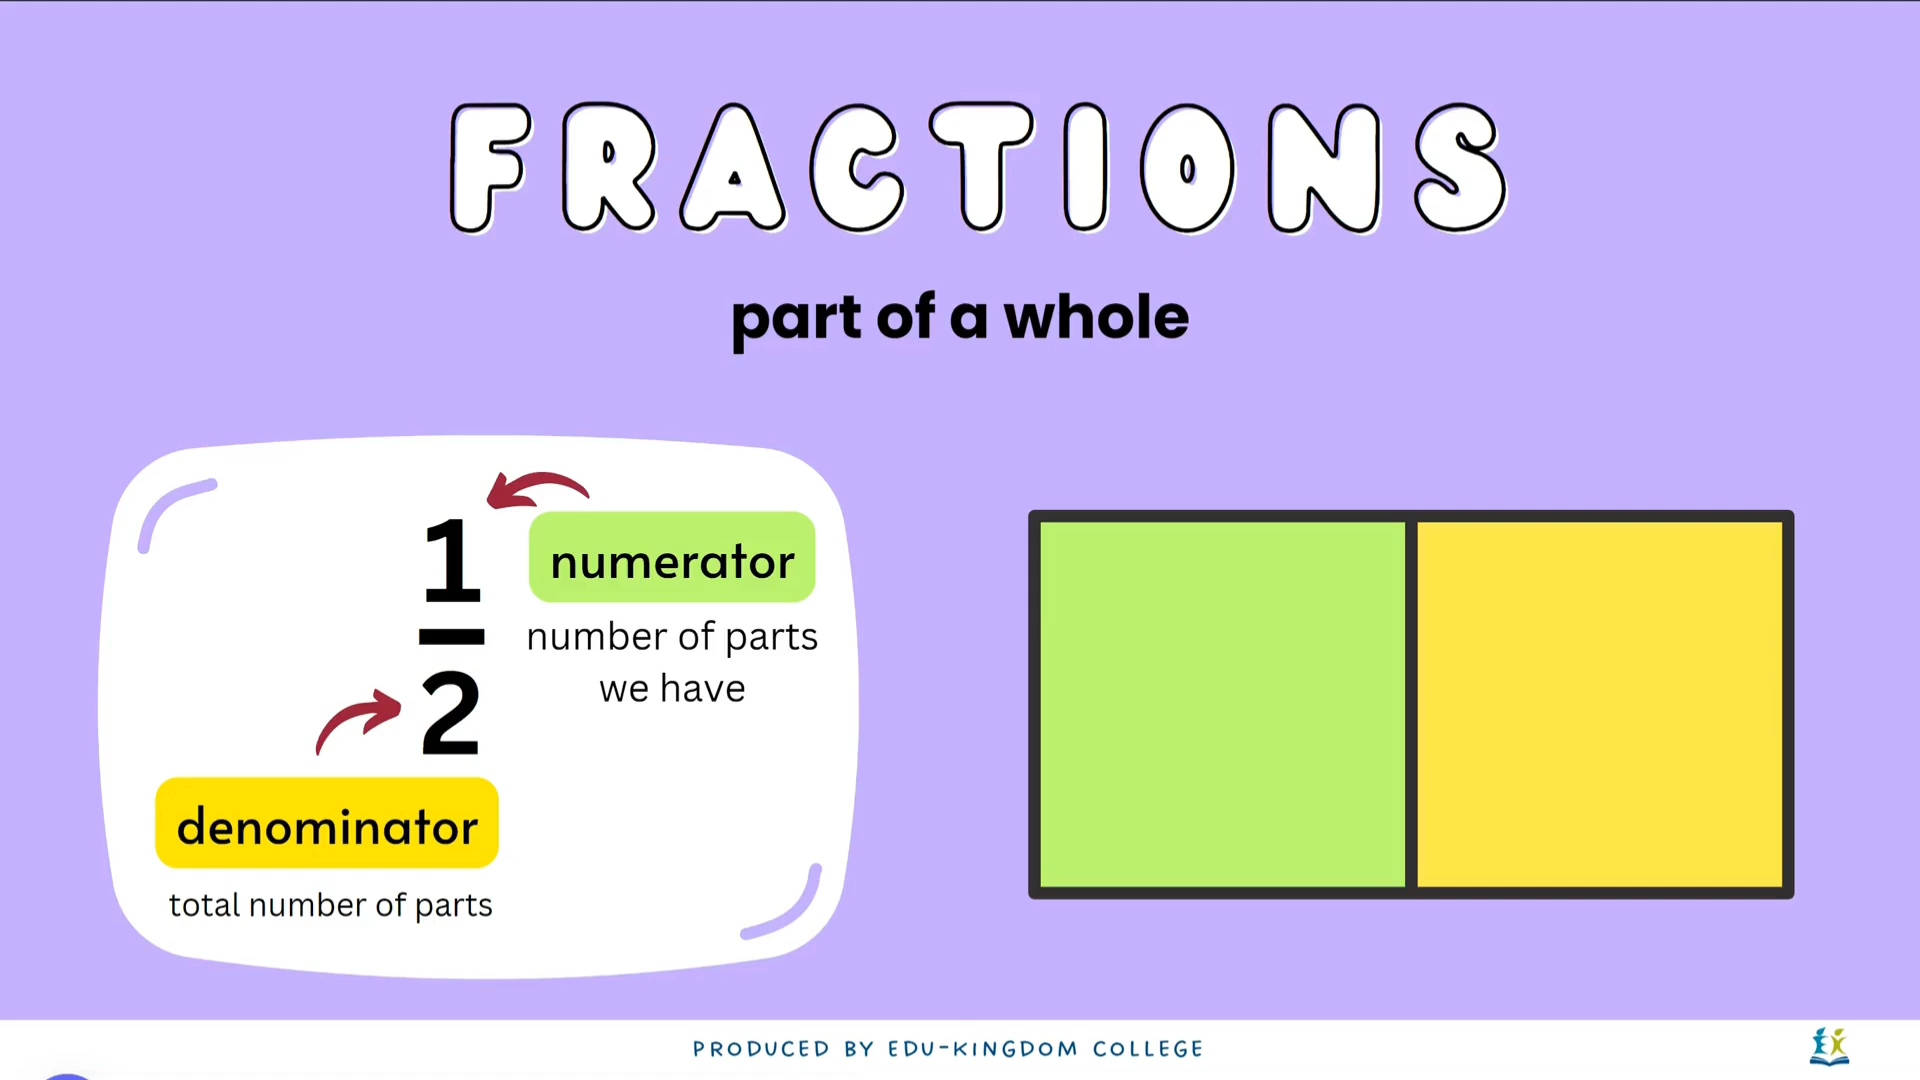 FRACTIONS
part of a whole
1
numerator
number of parts
we have
2
denominator
total number of parts
PRODUCED BY EDU-KINGDOM COLLEGE